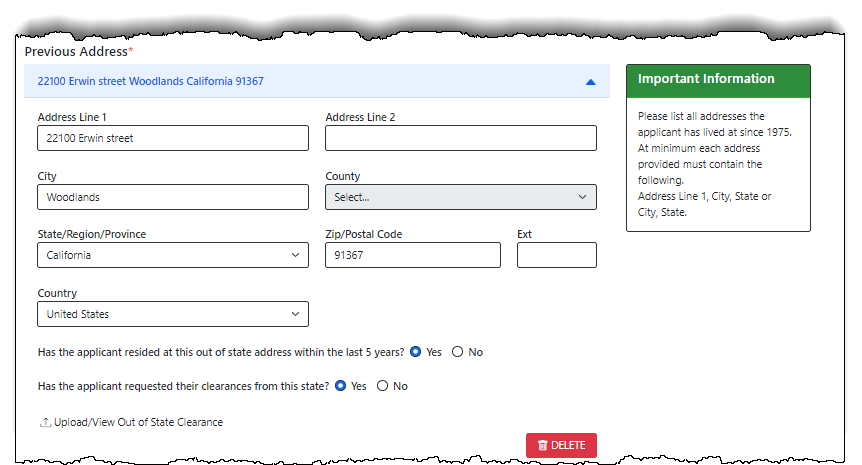 Previous Address*
22100 Erwin street Woodlands California 91367
Address Line 1
Address Line 2
22100 Erwin street
City
County
Woodlands
Select...
State/Region/Province
Zip/Postal Code
Ext
California
91367
Country
United States
Has the applicant resided at this out of state address within the last 5 years? Yes No
Has the applicant requested their clearances from this state? Yes No
Upload/View Out of State Clearance
DELETE
Important Information
Please list all addresses the
applicant has lived at since 1975.
At minimum each address
provided must contain the
following.
Address Line 1, City, State or
City, State.